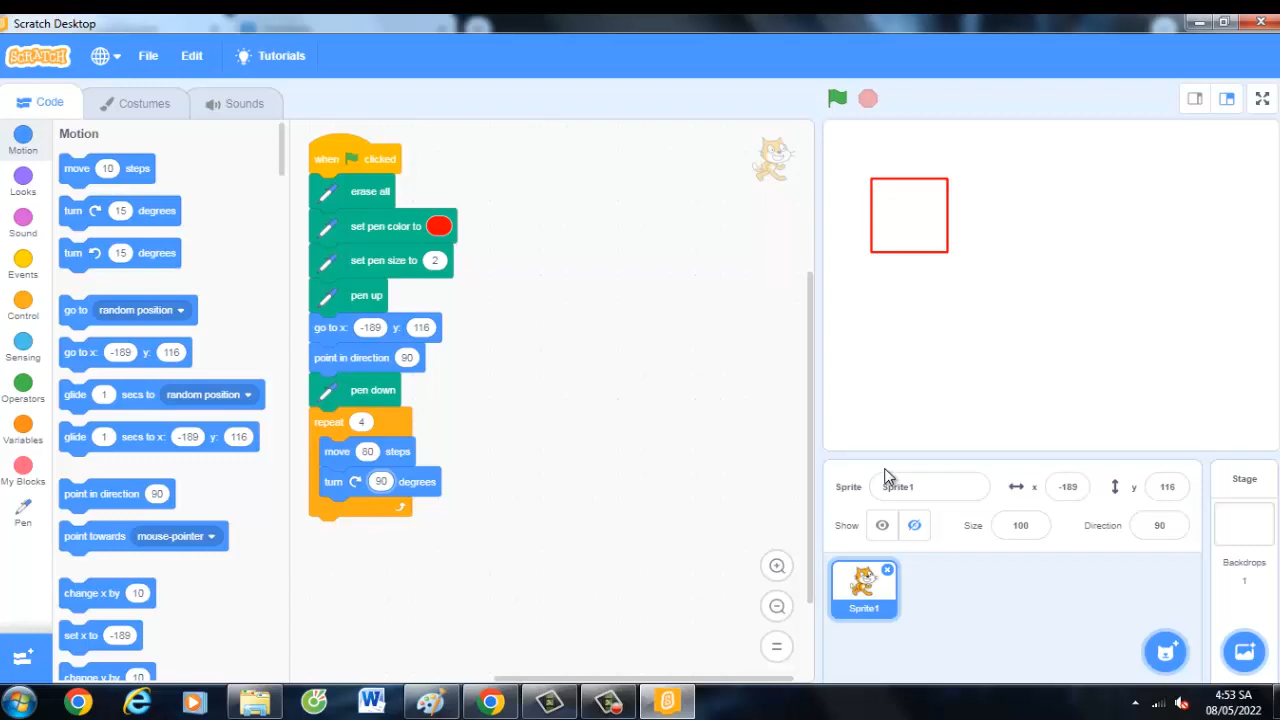 Scratch Desktop
SCRATCH
File
Edit
Tutorials
Code
Costumes
Sounds
Motion
Looks
Sound
Events
Control
Sensing
Operators
Variables
My Blocks
Pen
Motion
move 10 steps
turn 15 degrees
turn 15 degrees
go to random position
go to x: -189 y: 116
glide 1 secs to random position
glide 1 secs to x: -189 y: 116
point in direction 90
point towards mouse-pointer
change x by 10
set x to -189
change y by 10
when clicked
erase all
set pen color to
set pen size to 2
pen up
go to x: -189 y: 116
point in direction 90
pen down
repeat 4
move 80 steps
turn 90 degrees
Sprite Sprite1 x -189 y 116
Show Size 100 Direction 90
Sprite1
Stage
Backdrops
1
4:53 SA
08/05/2022